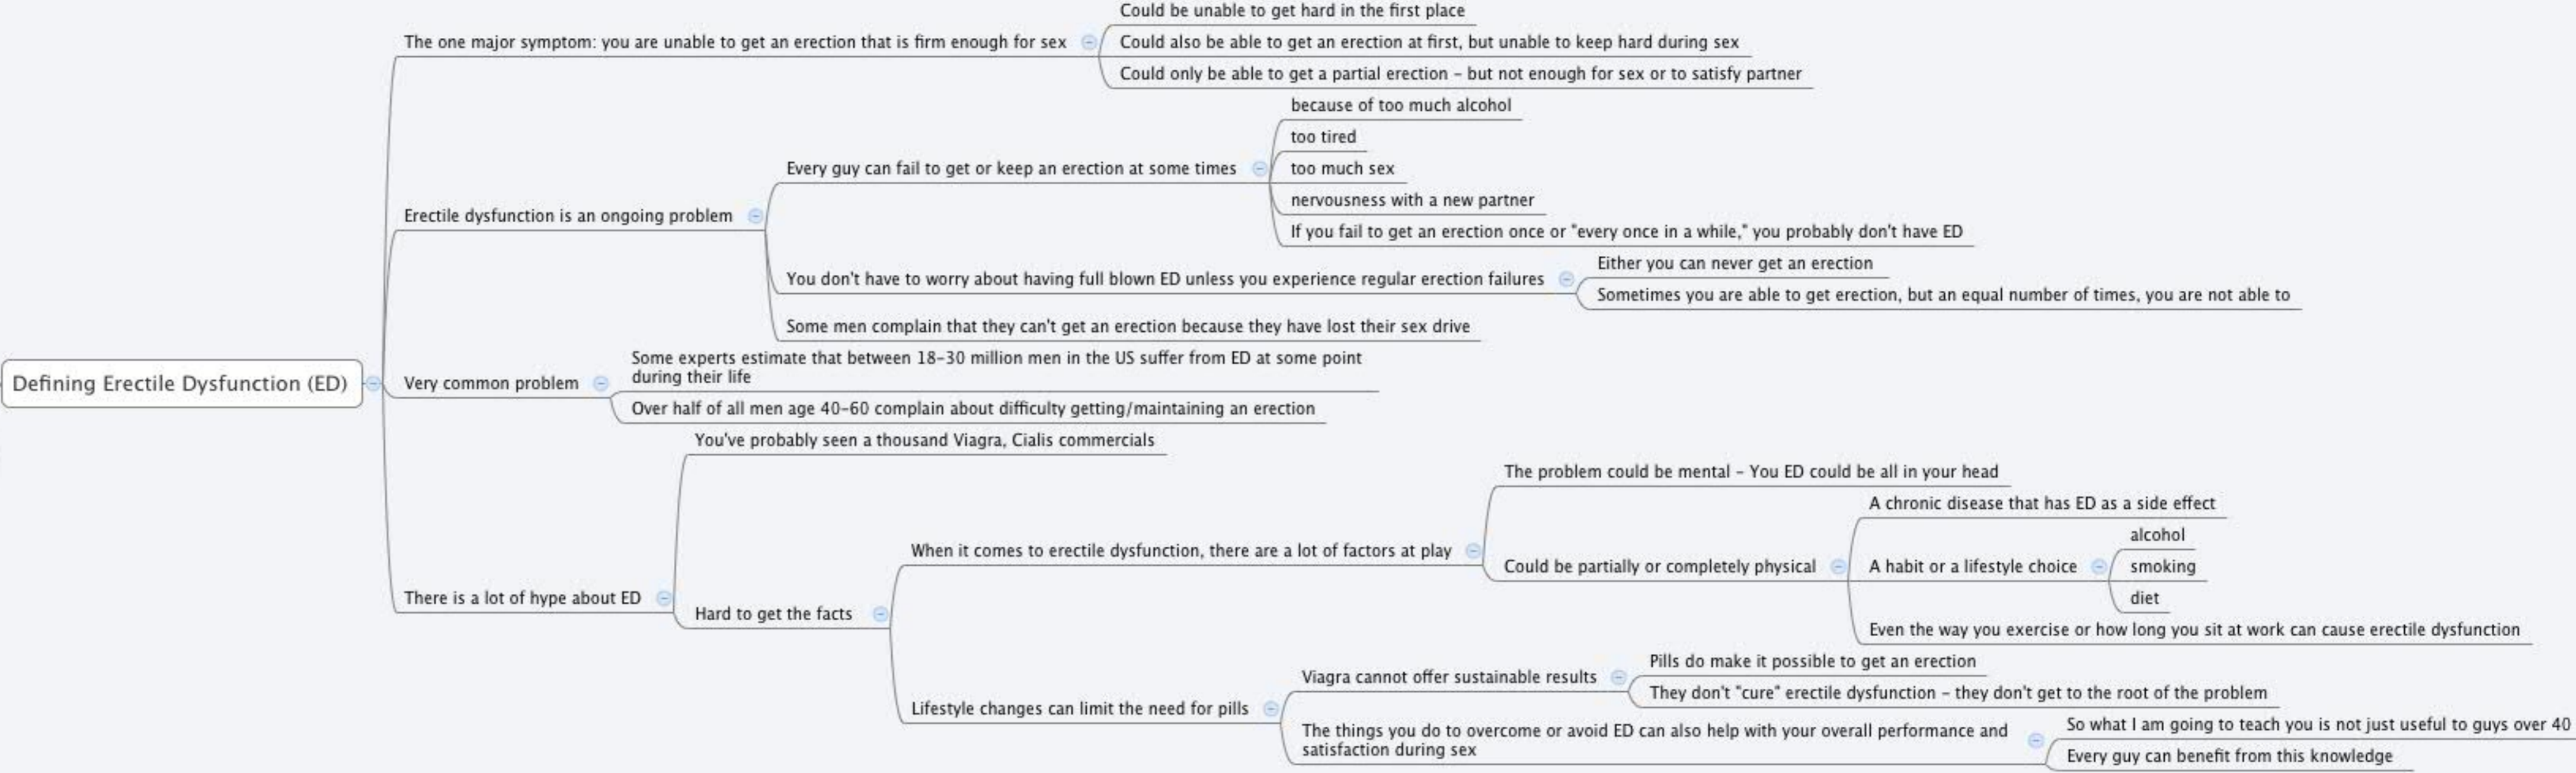 Could be unable to get hard in the first place
The one major symptom: you are unable to get an erection that is firm enough for sex
Could also be able to get an erection at first, but unable to keep hard during sex
Could only be able to get a partial erection – but not enough for sex or to satisfy partner
because of too much alcohol
too tired
Every guy can fail to get or keep an erection at some times
too much sex
nervousness with a new partner
Erectile dysfunction is an ongoing problem
If you fail to get an erection once or "every once in a while," you probably don't have ED
Either you can never get an erection
You don't have to worry about having full blown ED unless you experience regular erection failures
Sometimes you are able to get erection, but an equal number of times, you are not able to
Some men complain that they can't get an erection because they have lost their sex drive
Some experts estimate that between 18–30 million men in the US suffer from ED at some point
during their life
Defining Erectile Dysfunction (ED)
Very common problem
Over half of all men age 40–60 complain about difficulty getting/maintaining an erection
You've probably seen a thousand Viagra, Cialis commercials
The problem could be mental – You ED could be all in your head
A chronic disease that has ED as a side effect
alcohol
When it comes to erectile dysfunction, there are a lot of factors at play
Could be partially or completely physical
A habit or a lifestyle choice
smoking
There is a lot of hype about ED
diet
Hard to get the facts
Even the way you exercise or how long you sit at work can cause erectile dysfunction
Pills do make it possible to get an erection
Viagra cannot offer sustainable results
They don't "cure" erectile dysfunction – they don't get to the root of the problem
Lifestyle changes can limit the need for pills
The things you do to overcome or avoid ED can also help with your overall performance and
satisfaction during sex
So what I am going to teach you is not just useful to guys over 40
Every guy can benefit from this knowledge